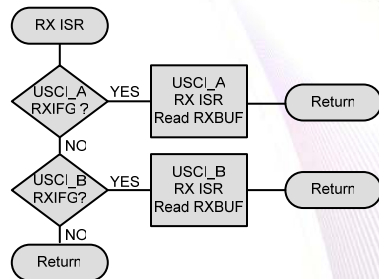 RX ISR
USCI_A
RXIFG ?
YES
USCI_A
RX ISR
Read RXBUF
Return
NO
USCI_B
RXIFG?
YES
USCI_B
RX ISR
Read RXBUF
Return
NO
Return